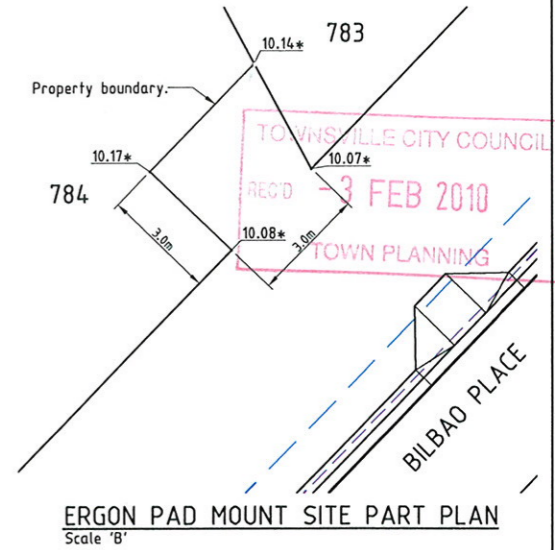 10.14*
783
Property boundary.
10.17*
10.07*
784
3.0m
10.08*
3.0m
TOWNSVILLE CITY COUNCIL
REC'D - 3 FEB 2010
TOWN PLANNING
BILBAO PLACE
ERGON PAD MOUNT SITE PART PLAN
Scale 'B'